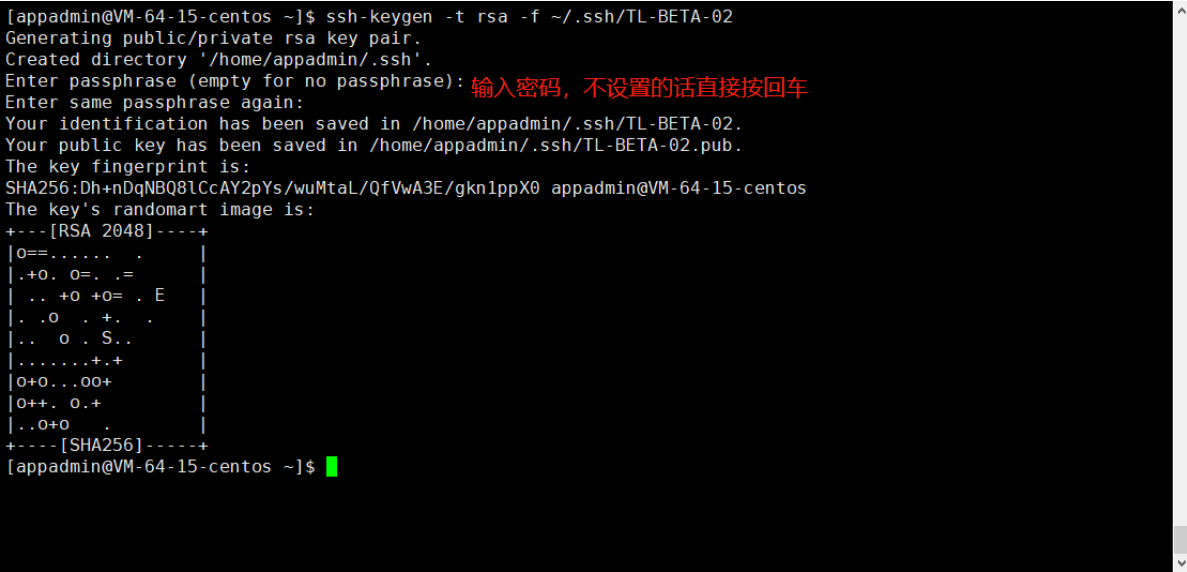 [appadmin@VM-64-15-centos ~]$ ssh-keygen -t rsa -f ~/.ssh/TL-BETA-02
Generating public/private rsa key pair.
Created directory '/home/appadmin/.ssh'.
Enter passphrase (empty for no passphrase): 输入密码，不设置的话直接按回车
Enter same passphrase again:
Your identification has been saved in /home/appadmin/.ssh/TL-BETA-02.
Your public key has been saved in /home/appadmin/.ssh/TL-BETA-02.pub.
The key fingerprint is:
SHA256:Dh+nDqNBQ8lCcAY2pYs/wuMtaL/QfVwA3E/gkn1ppX0 appadmin@VM-64-15-centos
The key's randomart image is:
+---[RSA 2048]----+
|o==......  .     |
|.+o. o=. .=      |
| .. +o +o= . E   |
|. .o  . +.  .    |
|..  o . S..      |
|.......+.+       |
|o+o...oo+        |
|o++. o.+         |
|..o+o   .        |
+----[SHA256]-----+
[appadmin@VM-64-15-centos ~]$